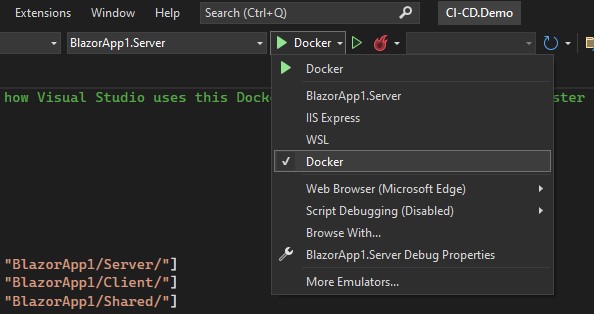 Extensions Window Help Search (Ctrl+Q) CI-CD.Demo
BlazorApp1.Server Docker
Docker
how Visual Studio uses this Docke
ster
BlazorApp1.Server
IIS Express
WSL
Docker
Web Browser (Microsoft Edge)
Script Debugging (Disabled)
Browse With...
BlazorApp1.Server Debug Properties
More Emulators...
"BlazorApp1/Server/"]
"BlazorApp1/Client/"]
"BlazorApp1/Shared/"]